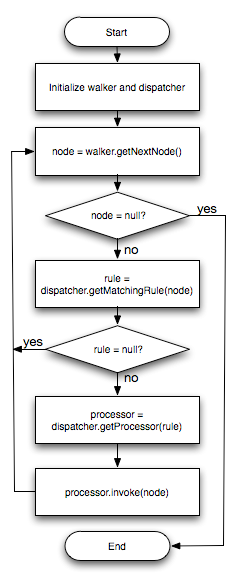 Start
Initialize walker and dispatcher
node = walker.getNextNode()
node = null?
yes
no
rule =
dispatcher.getMatchingRule(node)
rule = null?
yes
no
processor =
dispatcher.getProcessor(rule)
processor.invoke(node)
End